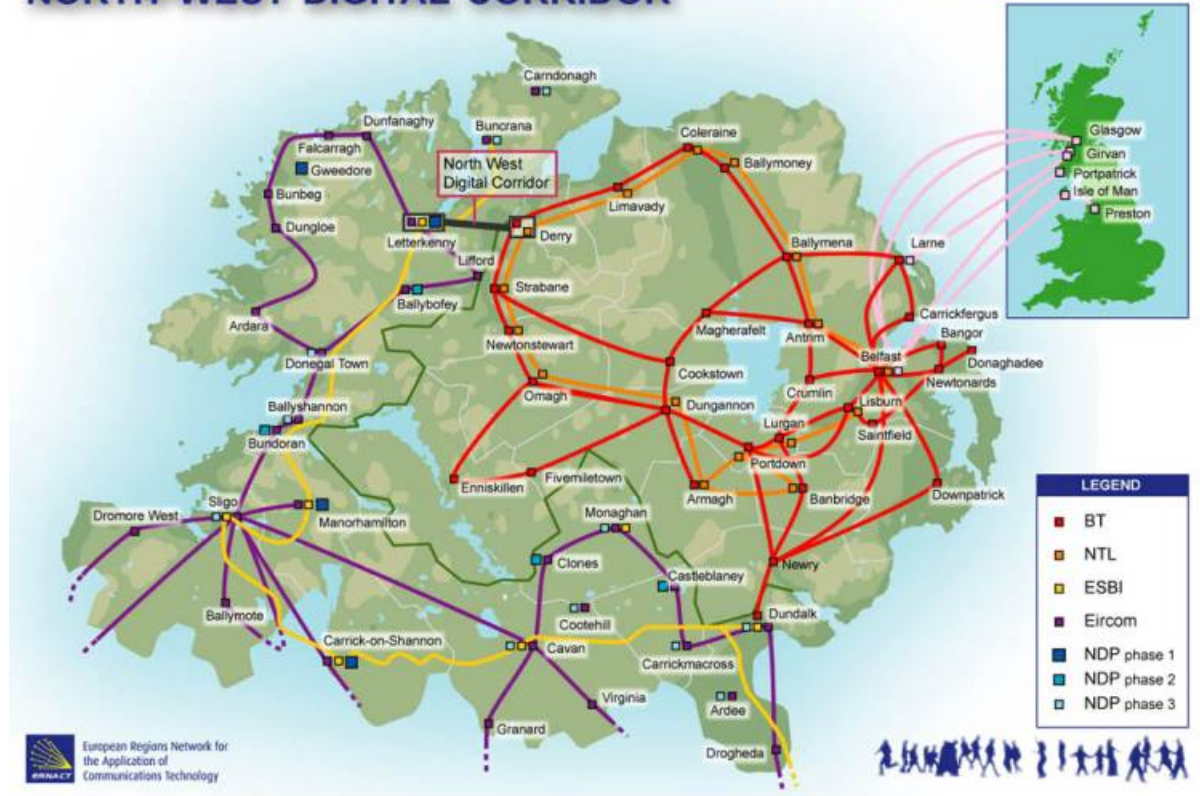 NORTH WEST DIGITAL CORRIDOR
Carndonagh
Buncrana
Dunfanaghy
Falcarragh
Gweedore
Bunbeg
Dungloe
North West
Digital Corridor
Letterkenny
Derry
Lifford
Ballybofey
Strabane
Ardara
Donegal Town
Newtonstewart
Coleraine
Ballymoney
Limavady
Ballymena
Larne
Magherafelt
Antrim
Carrickfergus
Bangor
Belfast
Donaghadee
Newtonards
Cookstown
Crumlin
Lisburn
Omagh
Dungannon
Lurgan
Saintfield
Portdown
Ballyshannon
Bundoran
Enniskillen
Fivemiletown
Armagh
Banbridge
Downpatrick
Sligo
Dromore West
Manorhamilton
Monaghan
Clones
Castleblaney
Newry
Ballymote
Cootehill
Dundalk
Carrick-on-Shannon
Cavan
Carrickmacross
Virginia
Ardee
Granard
Drogheda
Glasgow
Girvan
Portpatrick
Isle of Man
Preston
LEGEND
BT
NTL
ESBI
Eircom
NDP phase 1
NDP phase 2
NDP phase 3
eRNACT
European Regions Network for
the Application of
Communications Technology